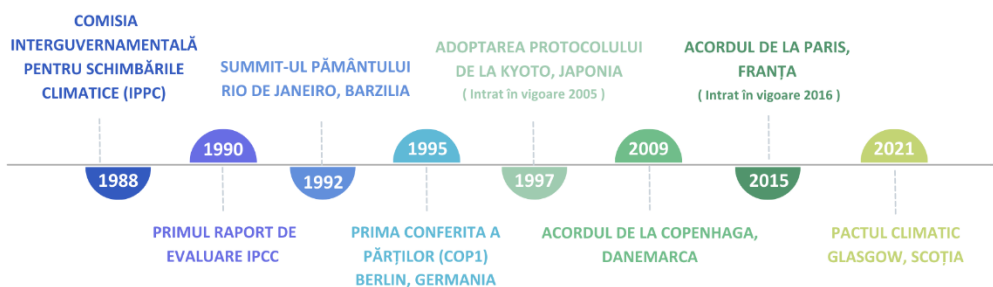 COMISIA
INTERGUVERNAMENTALĂ
PENTRU SCHIMBĂRILE
CLIMATICE (IPPC)
1988
1990
PRIMUL RAPORT DE
EVALUARE IPCC
SUMMIT-UL PĂMÂNTULUI
RIO DE JANEIRO, BARZILIA
1992
1995
PRIMA CONFERITA A
PĂRȚILOR (COP1)
BERLIN, GERMANIA
ADOPTAREA PROTOCOLULUI
DE LA KYOTO, JAPONIA
( Intrat în vigoare 2005 )
1997
2009
ACORDUL DE LA COPENHAGA,
DANEMARCA
ACORDUL DE LA PARIS,
FRANȚA
( Intrat în vigoare 2016 )
2015
2021
PACTUL CLIMATIC
GLASGOW, SCOȚIA